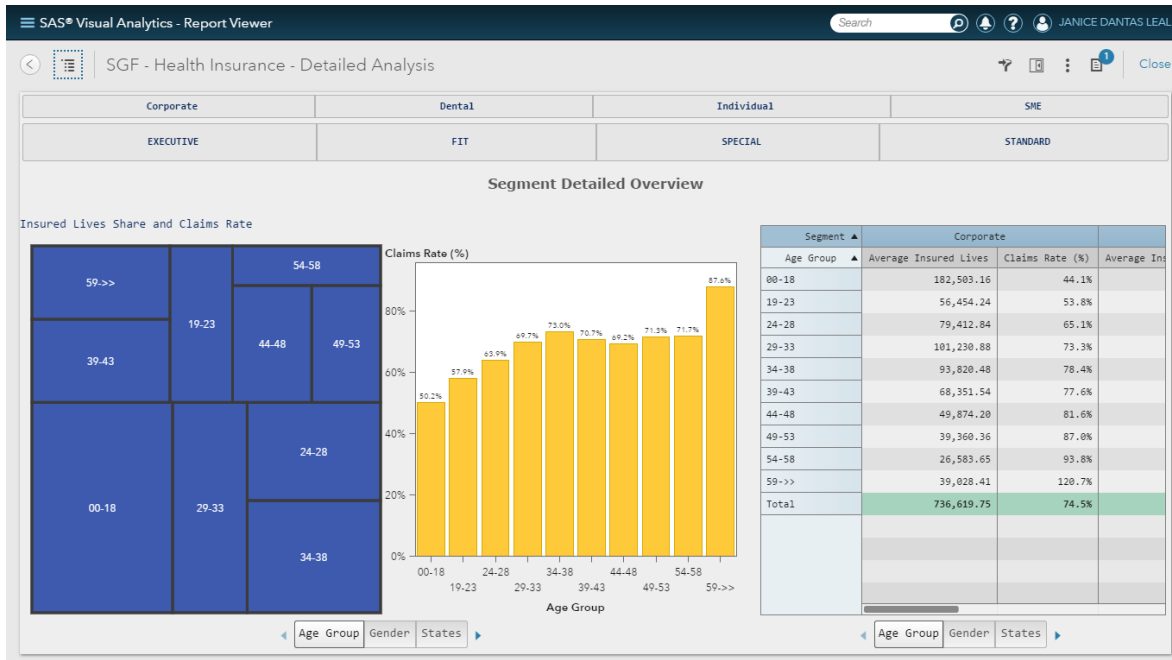 SAS® Visual Analytics - Report Viewer
Search
?
JANICE DANTAS LEAL
SGF - Health Insurance - Detailed Analysis
1
Close
Corporate Dental Individual SME
EXECUTIVE FIT SPECIAL STANDARD
Segment Detailed Overview
Insured Lives Share and Claims Rate
59->>
39-43
19-23
54-58
44-48
49-53
00-18
29-33
24-28
34-38
Claims Rate (%)
80%
60%
40%
20%
0%
50.2%
57.9%
63.9%
69.7%
73.0%
70.7%
69.2%
71.3%
71.7%
87.6%
00-18 24-28 34-38 44-48 54-58
19-23 29-33 39-43 49-53 59->>
Age Group
Segment ▲ Corporate
Age Group ▲ Average Insured Lives Claims Rate (%) Average Ins
00-18 182,503.16 44.1%
19-23 56,454.24 53.8%
24-28 79,412.84 65.1%
29-33 101,230.88 73.3%
34-38 93,820.48 78.4%
39-43 68,351.54 77.6%
44-48 49,874.20 81.6%
49-53 39,360.36 87.0%
54-58 26,583.65 93.8%
59->> 39,028.41 120.7%
Total 736,619.75 74.5%
Age Group Gender States
Age Group Gender States